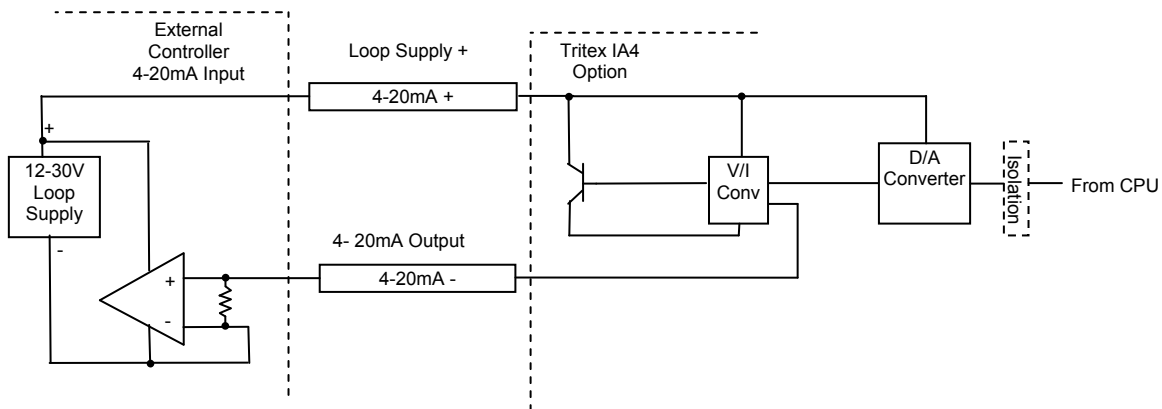 External
Controller
4-20mA Input
Loop Supply +
4-20mA +
Tritex IA4
Option
+
12-30V
Loop
Supply
-
V/I
Conv
D/A
Converter
Isolation
From CPU
4- 20mA Output
4-20mA -
+
-